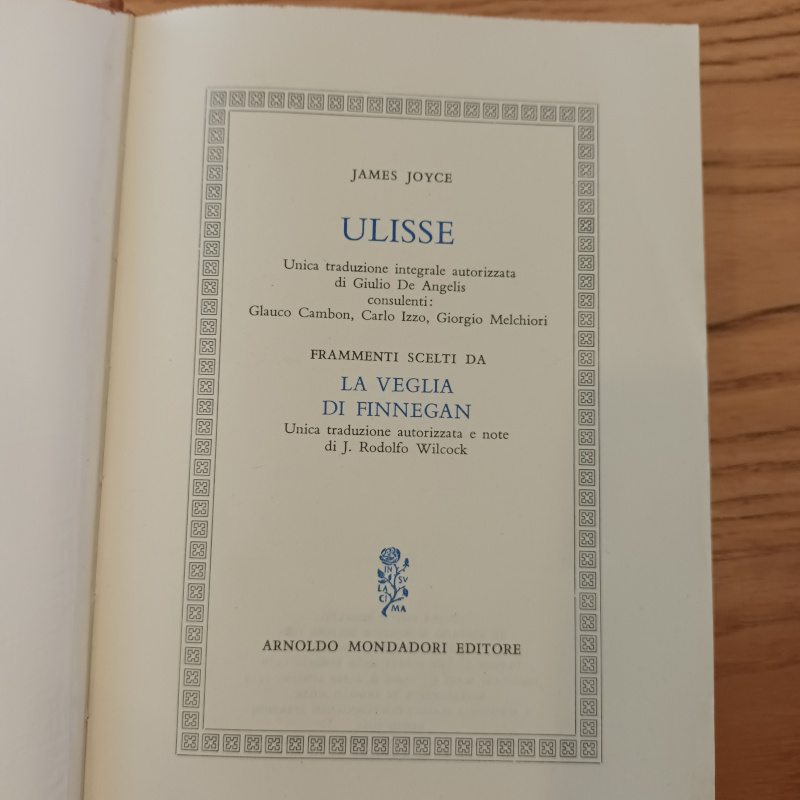 JAMES JOYCE
ULISSE
Unica traduzione integrale autorizzata
di Giulio De Angelis
consulenti:
Glauco Cambon, Carlo Izzo, Giorgio Melchiori
FRAMMENTI SCELTI DA
LA VEGLIA
DI FINNEGAN
Unica traduzione autorizzata e note
di J. Rodolfo Wilcock
IN
SV
LA
CI
MA
ARNOLDO MONDADORI EDITORE